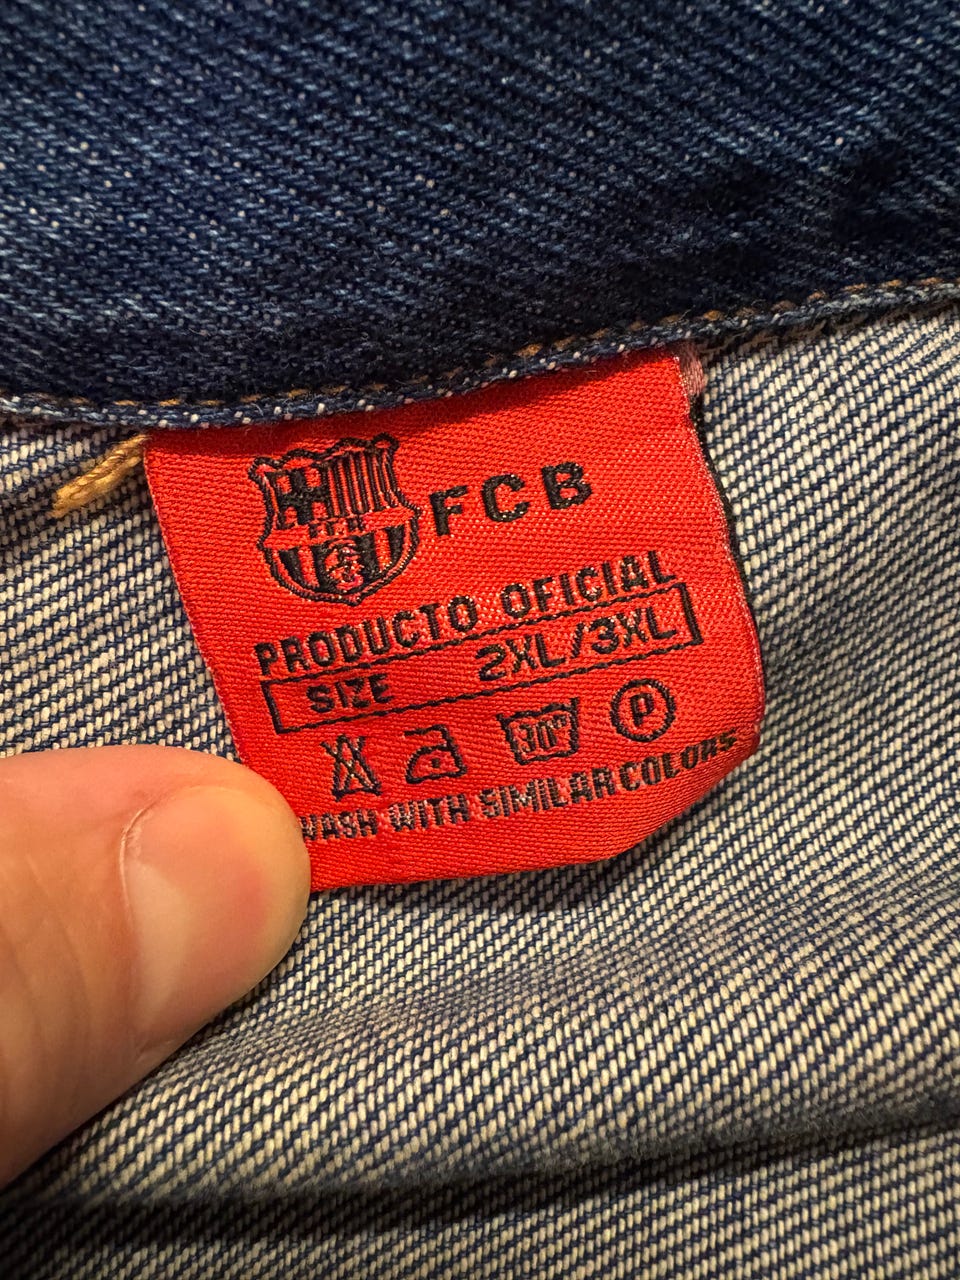 FCB
PRODUCTO OFICIAL
SIZE 2XL/3XL
30°
P
WASH WITH SIMILAR COLORS